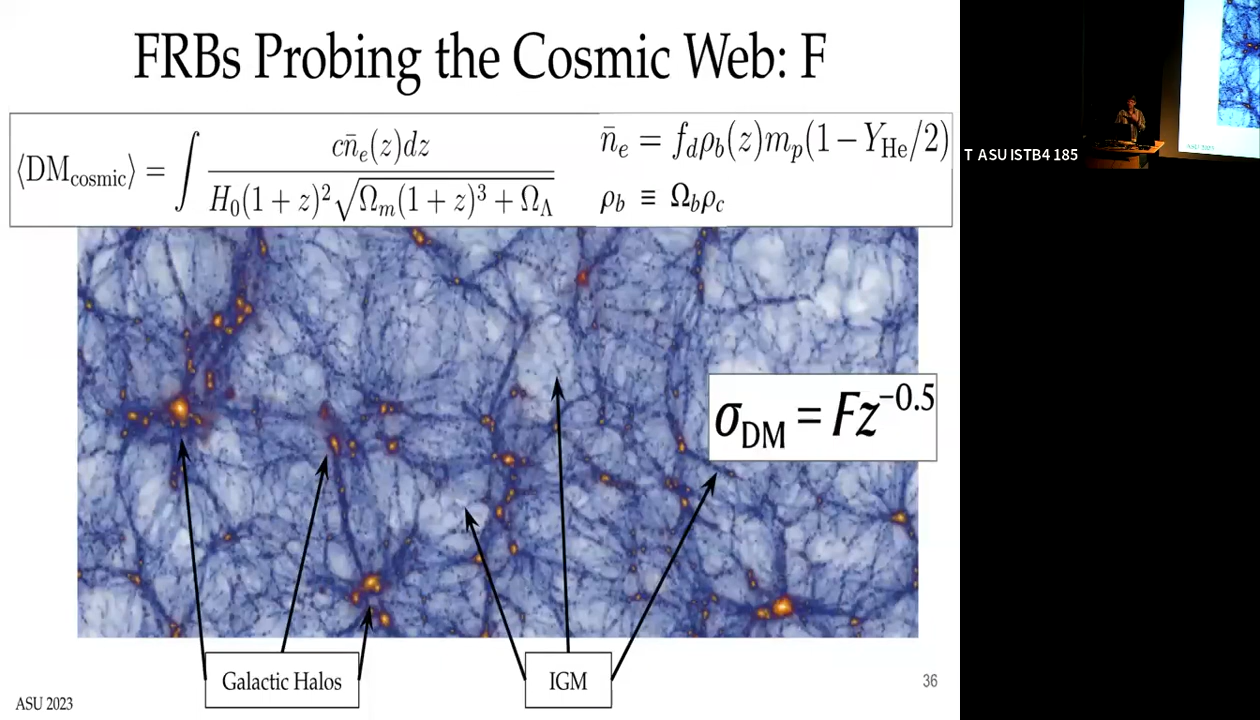 FRBs Probing the Cosmic Web: F
⟨DM_cosmic⟩ = ∫ c n̄_e(z)dz / H_0(1 + z)^2 √(Ω_m(1 + z)^3 + Ω_Λ)
n̄_e = f_d ρ_b(z) m_p(1 − Y_He/2)
ρ_b ≡ Ω_b ρ_c
T ASU ISTB4 185
σ_DM = Fz^−0.5
Galactic Halos
IGM
36
ASU 2023